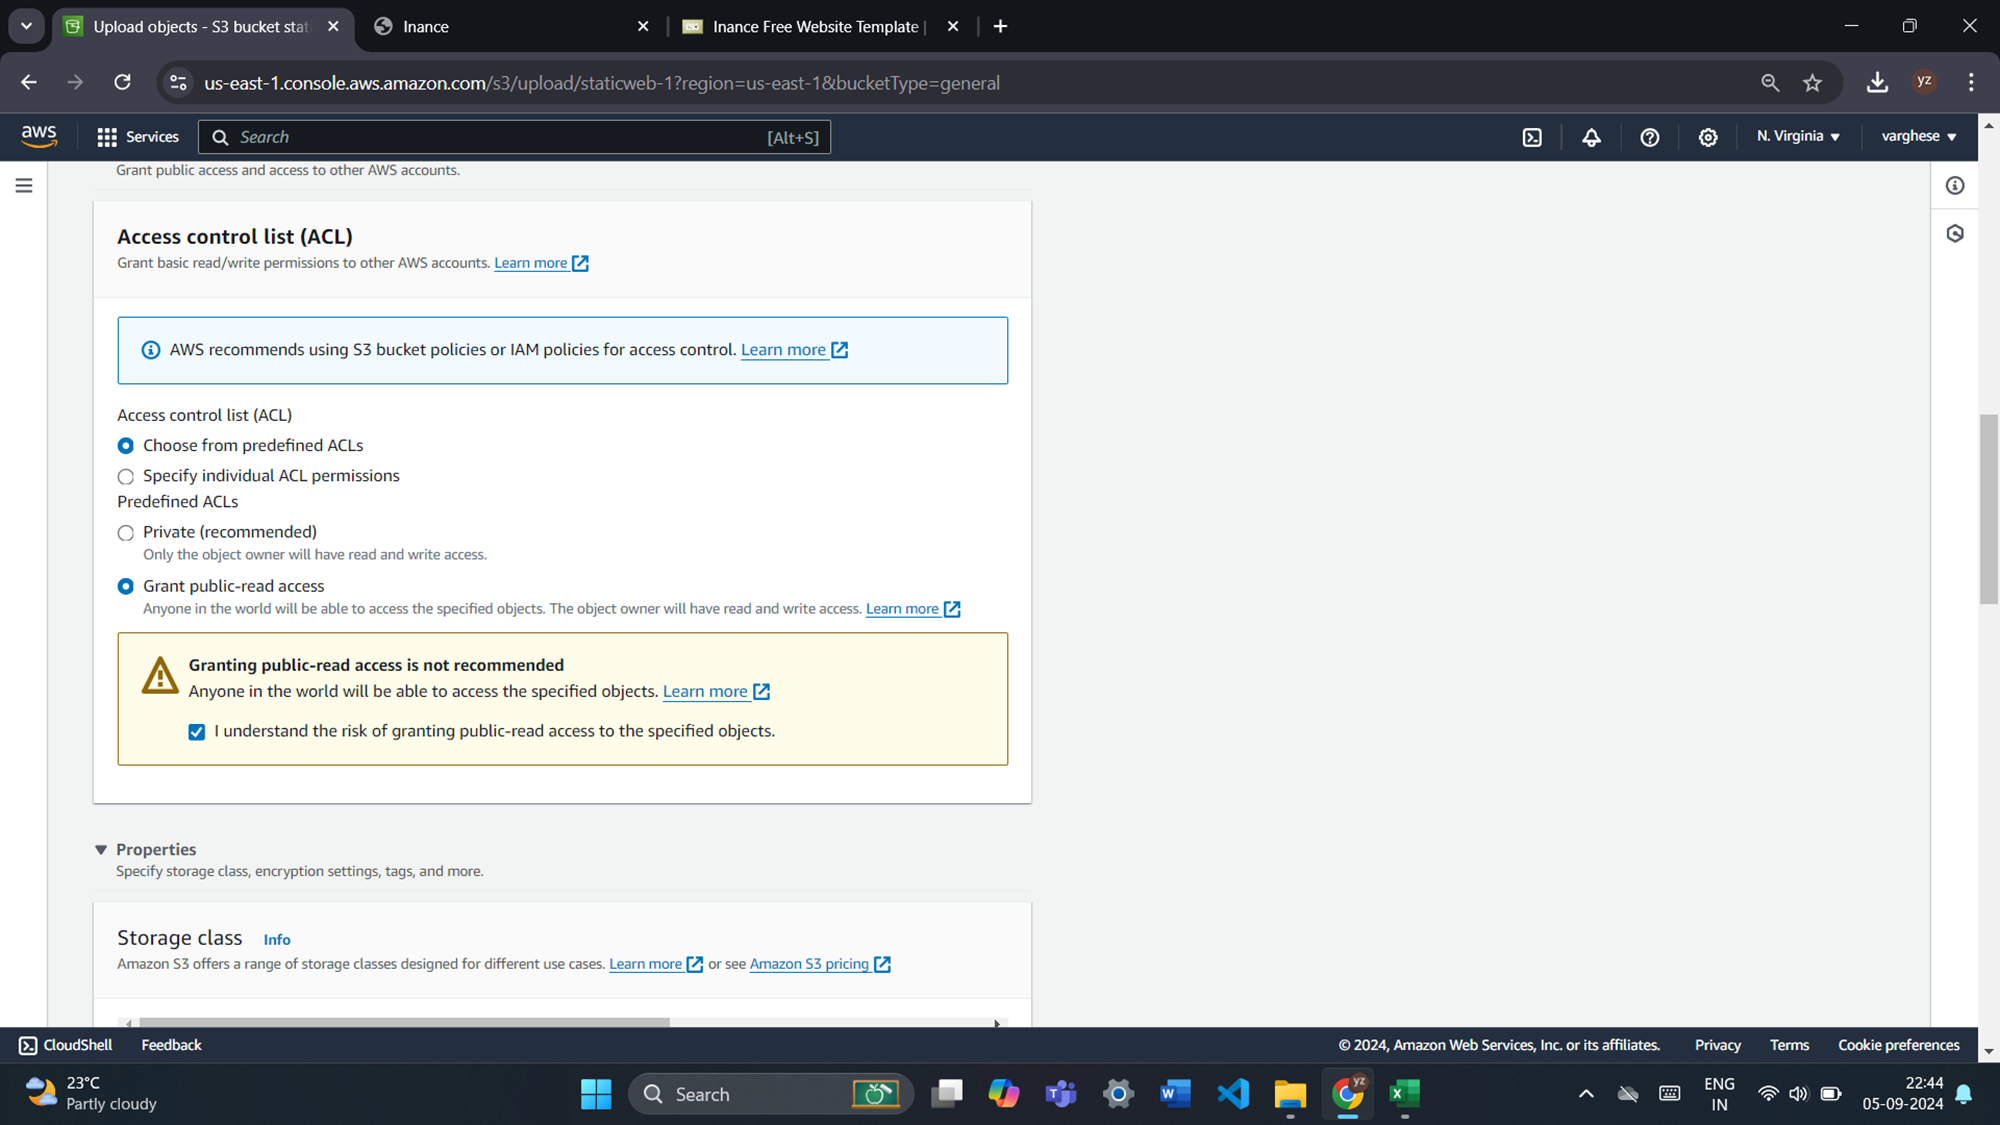 Upload objects - S3 bucket stati
Inance
Inance Free Website Template |
us-east-1.console.aws.amazon.com/s3/upload/staticweb-1?region=us-east-1&bucketType=general
yz
aws
Services
Search
[Alt+S]
N. Virginia
varghese
Grant public access and access to other AWS accounts.
Access control list (ACL)
Grant basic read/write permissions to other AWS accounts. Learn more
AWS recommends using S3 bucket policies or IAM policies for access control. Learn more
Access control list (ACL)
Choose from predefined ACLs
Specify individual ACL permissions
Predefined ACLs
Private (recommended)
Only the object owner will have read and write access.
Grant public-read access
Anyone in the world will be able to access the specified objects. The object owner will have read and write access. Learn more
Granting public-read access is not recommended
Anyone in the world will be able to access the specified objects. Learn more
I understand the risk of granting public-read access to the specified objects.
Properties
Specify storage class, encryption settings, tags, and more.
Storage class Info
Amazon S3 offers a range of storage classes designed for different use cases. Learn more or see Amazon S3 pricing
CloudShell
Feedback
© 2024, Amazon Web Services, Inc. or its affiliates.
Privacy
Terms
Cookie preferences
23°C
Partly cloudy
Search
yz
ENG
IN
22:44
05-09-2024